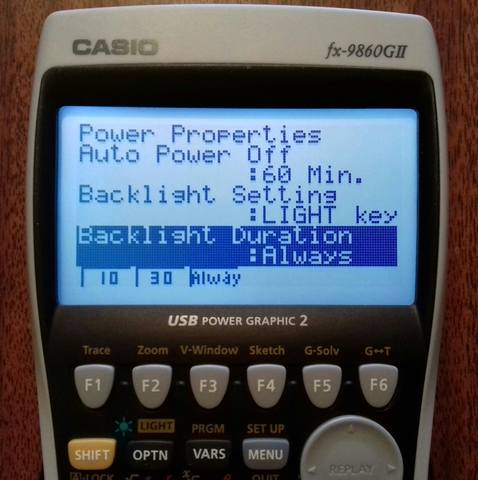 CASIO fx-9860GII
Power Properties
Auto Power Off
:60 Min.
Backlight Setting
:LIGHT key
Backlight Duration
:Always
10 30 Alway
USB POWER GRAPHIC 2
Trace Zoom V-Window Sketch G-Solv G↔T
F1 F2 F3 F4 F5 F6
LIGHT PRGM SET UP
SHIFT OPTN VARS MENU
REPLAY
A-LOCK QUIT